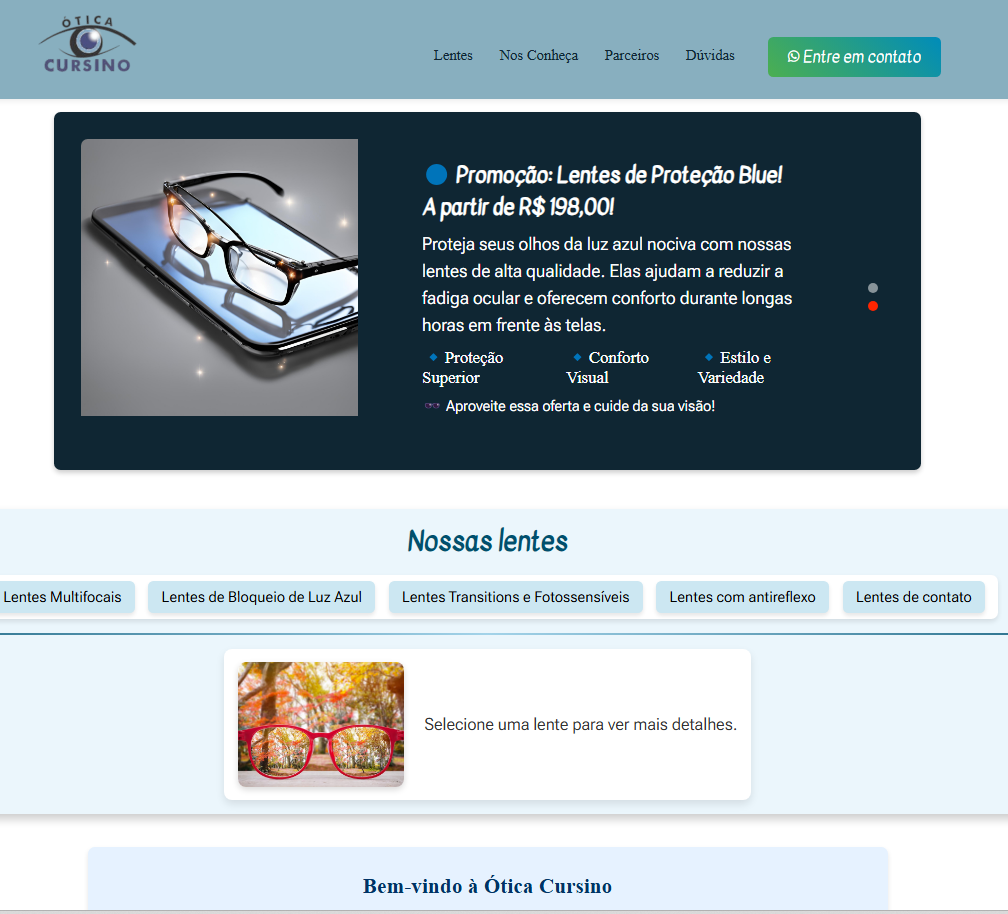 ÒTICA
CURSINO
Lentes Nos Conheça Parceiros Dúvidas Entre em contato
Promoção: Lentes de Proteção Blue!
A partir de R$ 198,00!
Proteja seus olhos da luz azul nociva com nossas
lentes de alta qualidade. Elas ajudam a reduzir a
fadiga ocular e oferecem conforto durante longas
horas em frente às telas.
Proteção Superior
Conforto Visual
Estilo e Variedade
Aproveite essa oferta e cuide da sua visão!
Nossas lentes
Lentes Multifocais Lentes de Bloqueio de Luz Azul Lentes Transitions e Fotossensíveis Lentes com antireflexo Lentes de contato
Selecione uma lente para ver mais detalhes.
Bem-vindo à Ótica Cursino